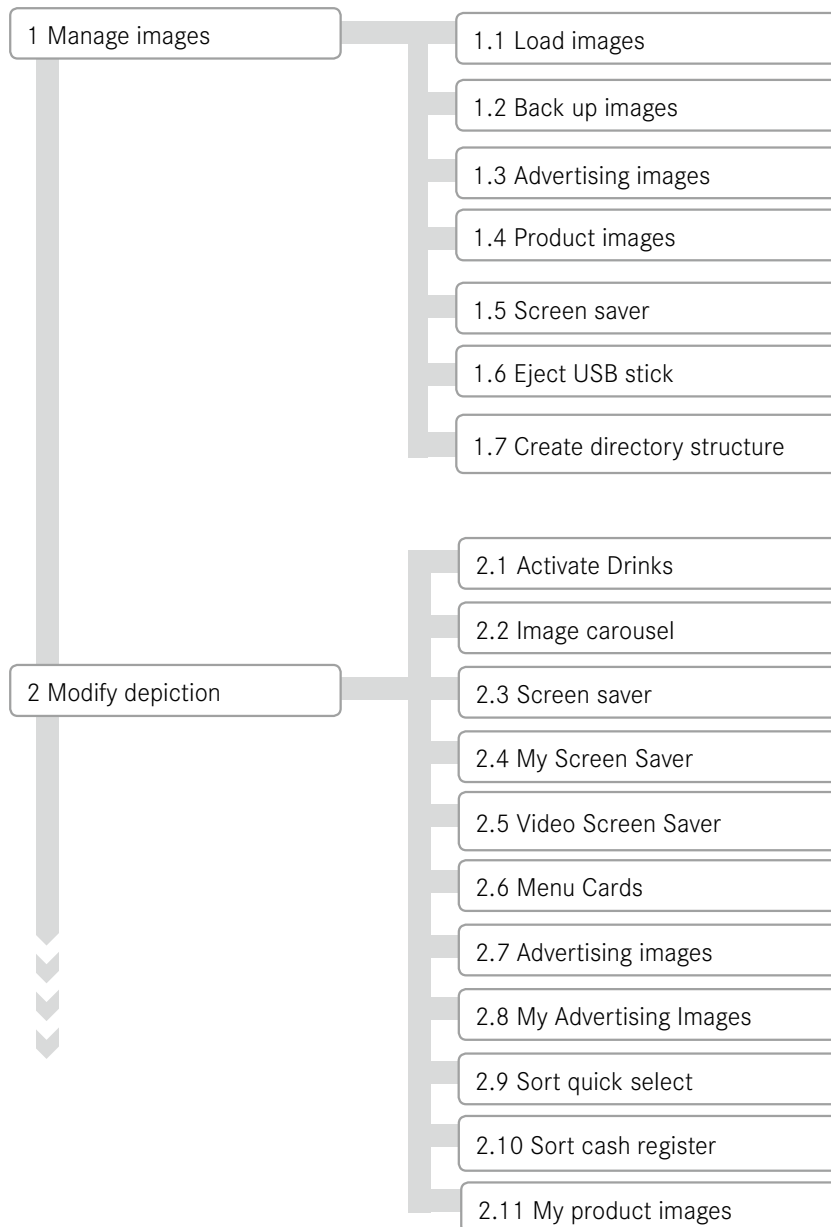 1 Manage images
1.1 Load images
1.2 Back up images
1.3 Advertising images
1.4 Product images
1.5 Screen saver
1.6 Eject USB stick
1.7 Create directory structure
2 Modify depiction
2.1 Activate Drinks
2.2 Image carousel
2.3 Screen saver
2.4 My Screen Saver
2.5 Video Screen Saver
2.6 Menu Cards
2.7 Advertising images
2.8 My Advertising Images
2.9 Sort quick select
2.10 Sort cash register
2.11 My product images